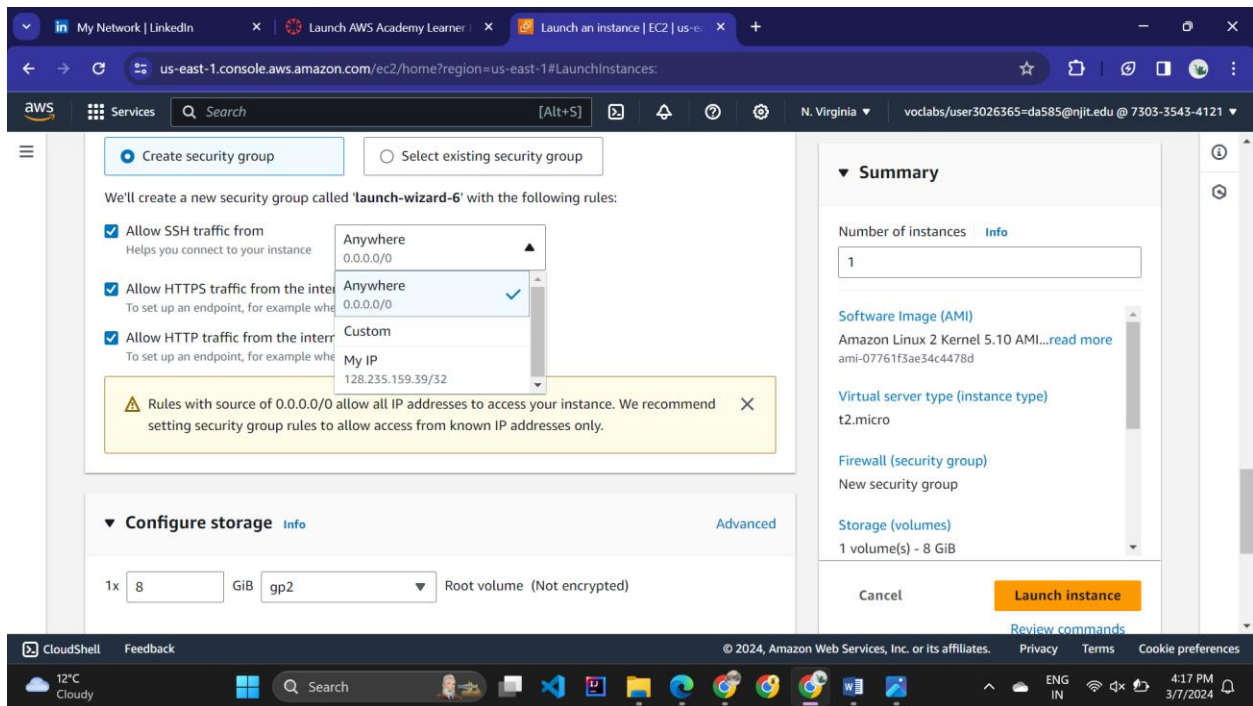 My Network | LinkedIn
Launch AWS Academy Learner
Launch an instance | EC2 | us-ea
us-east-1.console.aws.amazon.com/ec2/home?region=us-east-1#LaunchInstances:
aws
Services
Search
[Alt+S]
N. Virginia
voclabs/user3026365=da585@njit.edu @ 7303-3543-4121
Create security group
Select existing security group
We'll create a new security group called 'launch-wizard-6' with the following rules:
Allow SSH traffic from
Helps you connect to your instance
Anywhere
0.0.0.0/0
Anywhere
0.0.0.0/0
Custom
My IP
128.235.159.39/32
Allow HTTPS traffic from the inter
To set up an endpoint, for example whe
Allow HTTP traffic from the intern
To set up an endpoint, for example whe
Rules with source of 0.0.0.0/0 allow all IP addresses to access your instance. We recommend
setting security group rules to allow access from known IP addresses only.
Configure storage Info
Advanced
1x 8 GiB gp2 Root volume (Not encrypted)
Summary
Number of instances Info
1
Software Image (AMI)
Amazon Linux 2 Kernel 5.10 AMI...read more
ami-07761f3ae34c4478d
Virtual server type (instance type)
t2.micro
Firewall (security group)
New security group
Storage (volumes)
1 volume(s) - 8 GiB
Cancel
Launch instance
Review commands
CloudShell
Feedback
© 2024, Amazon Web Services, Inc. or its affiliates.
Privacy
Terms
Cookie preferences
12°C
Cloudy
Search
ENG
IN
4:17 PM
3/7/2024